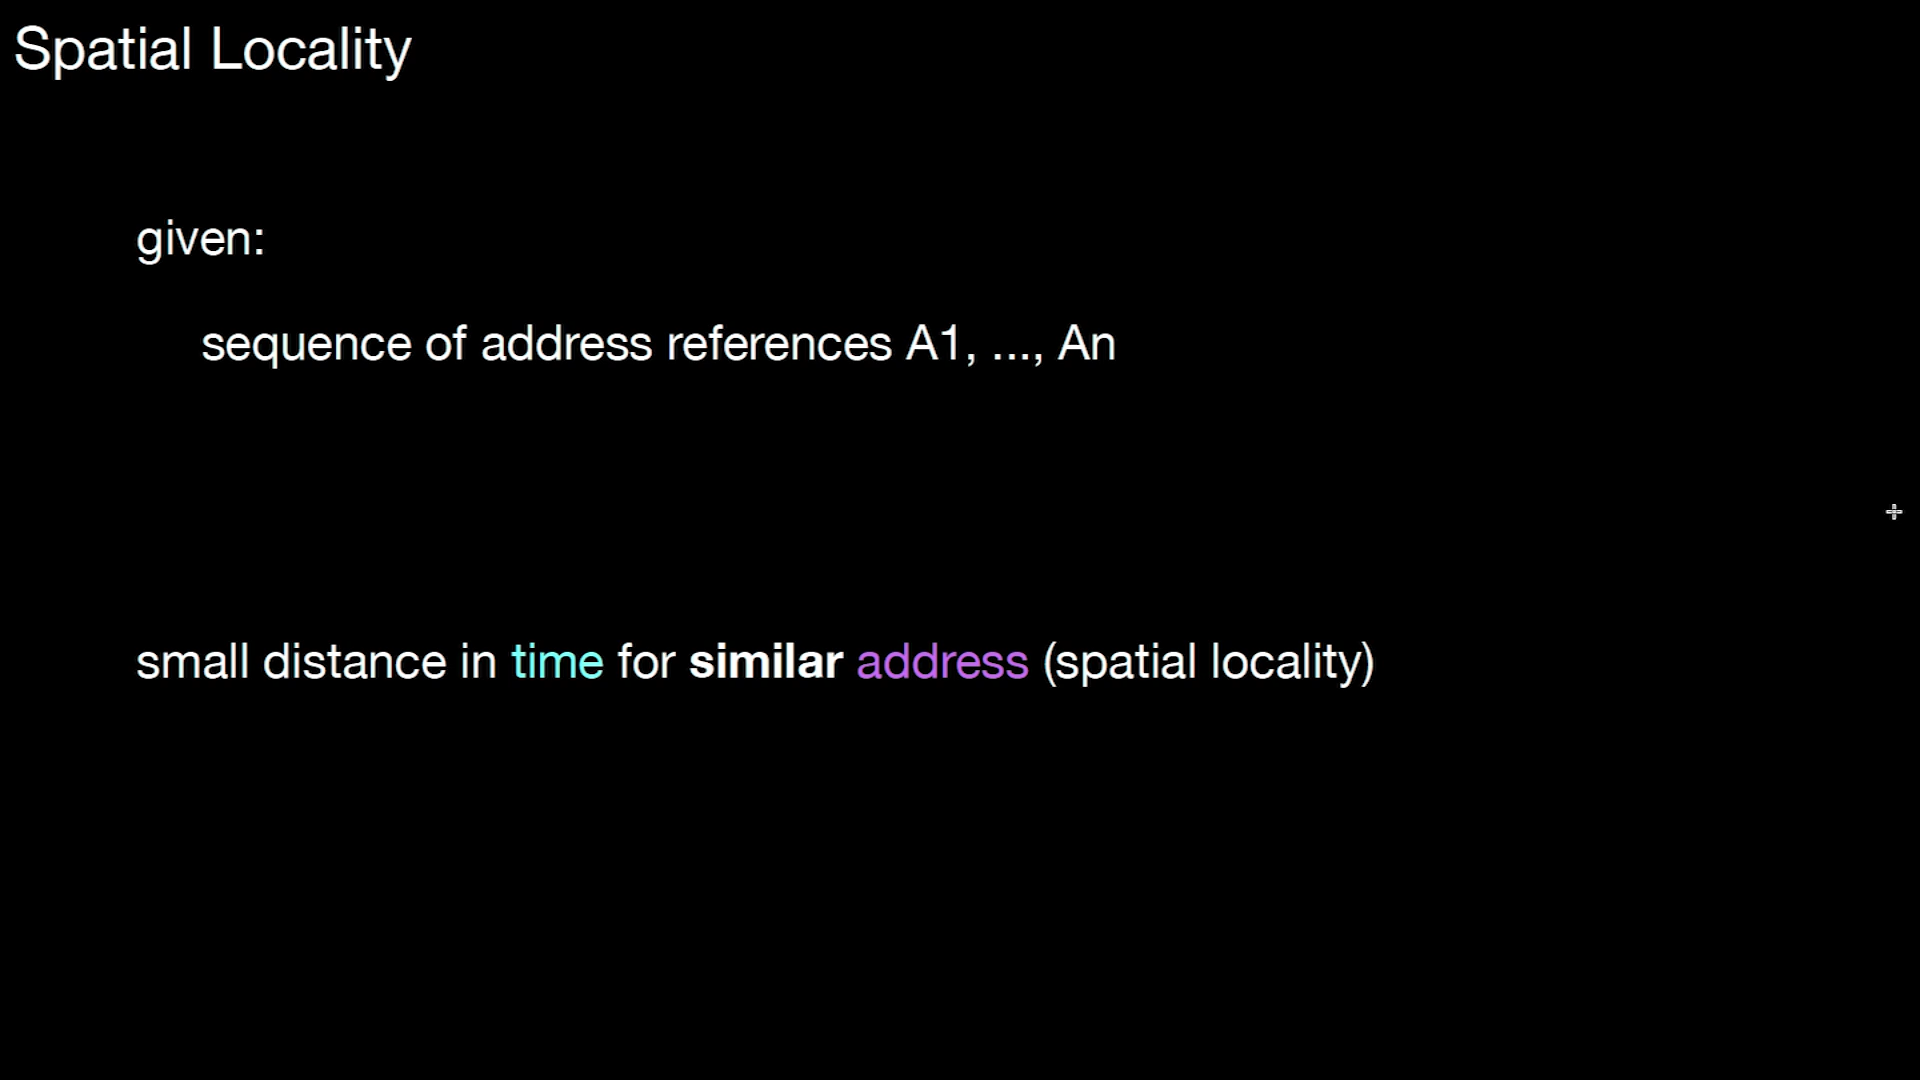 Spatial Locality
given:
sequence of address references A1, ..., An
small distance in time for similar address (spatial locality)